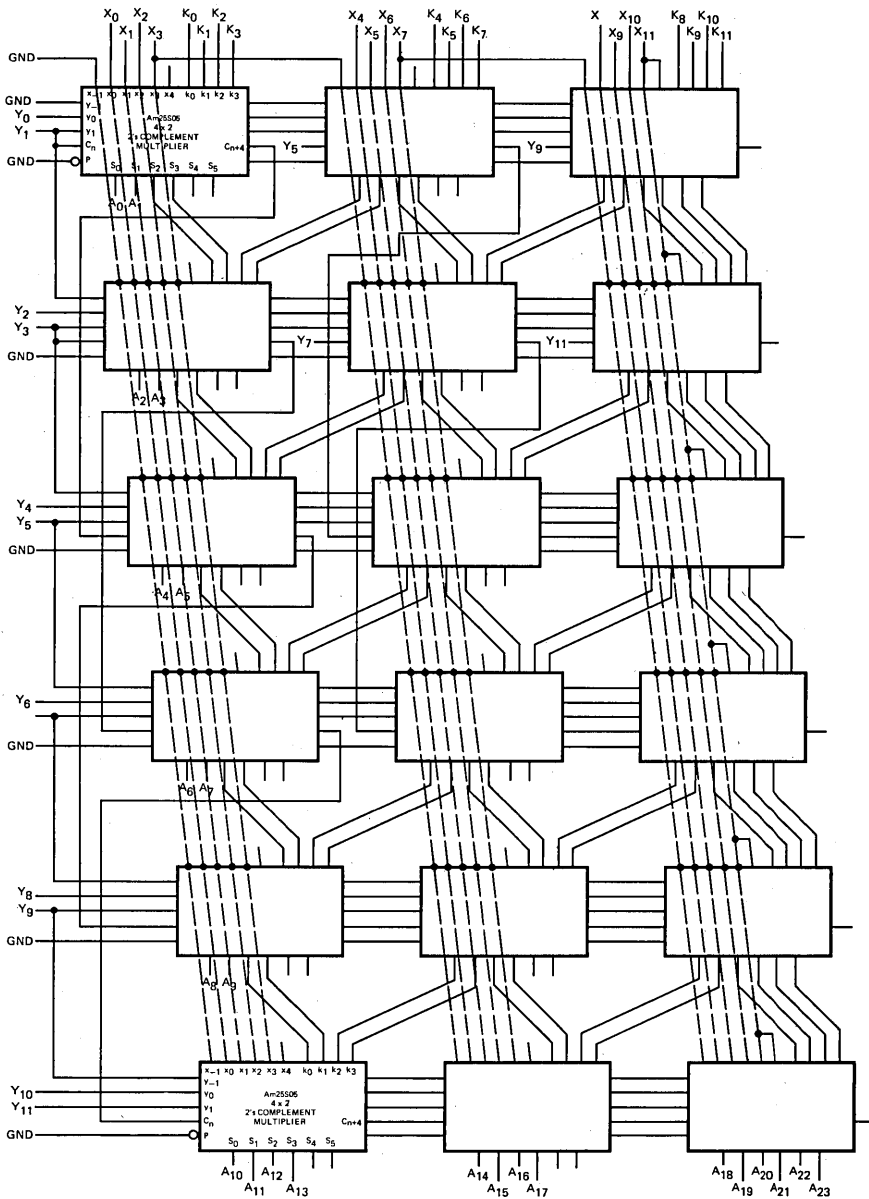 X0 X2 K0 K2 X4 X6 K4 K6 X X10 K8 K10
X1 X3 K1 K3 X5 X7 K5 K7 X9 X11 K9 K11
GND
x–1 x0 x1 x2 x3 x4 k0 k1 k2 k3
GND Y–
Y0 y0 Am25S05
Y1 y1 4 x 2
2's COMPLEMENT
Cn MULTIPLIER Cn+4 Y5 Y9
GND P
S0 S1 S2 S3 S4 S5
A0 A
Y2
Y3
Y7 Y11
GND
A2 A3
Y4
Y5
GND
A4 A5
Y6
GND
A6 A7
Y8
Y9
GND
A8 A9
x–1 x0 x1 x2 x3 x4 k0 k1 k2 k3
y–1
Y10 y0 Am25S05
Y11 y1 4 x 2
2's COMPLEMENT
Cn MULTIPLIER Cn+4
GND P
S0 S1 S2 S3 S4 S5
A10 A12 A14 A16 A18 A20 A22
A11 A13 A15 A17 A19 A21 A23